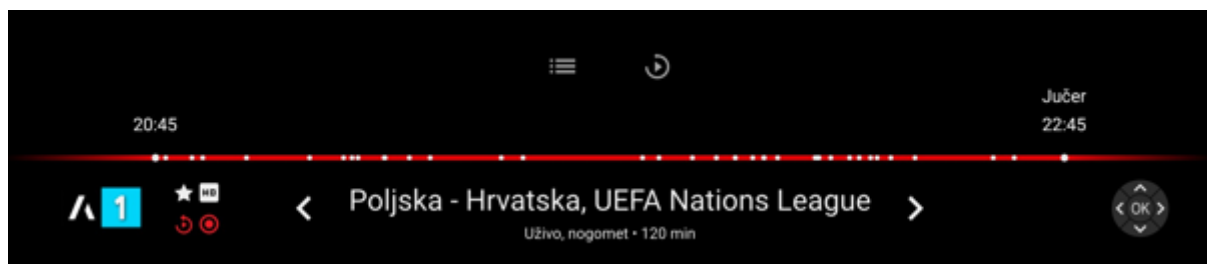 Jučer
20:45
22:45
1
HD
Poljska - Hrvatska, UEFA Nations League
OK
Uživo, nogomet • 120 min